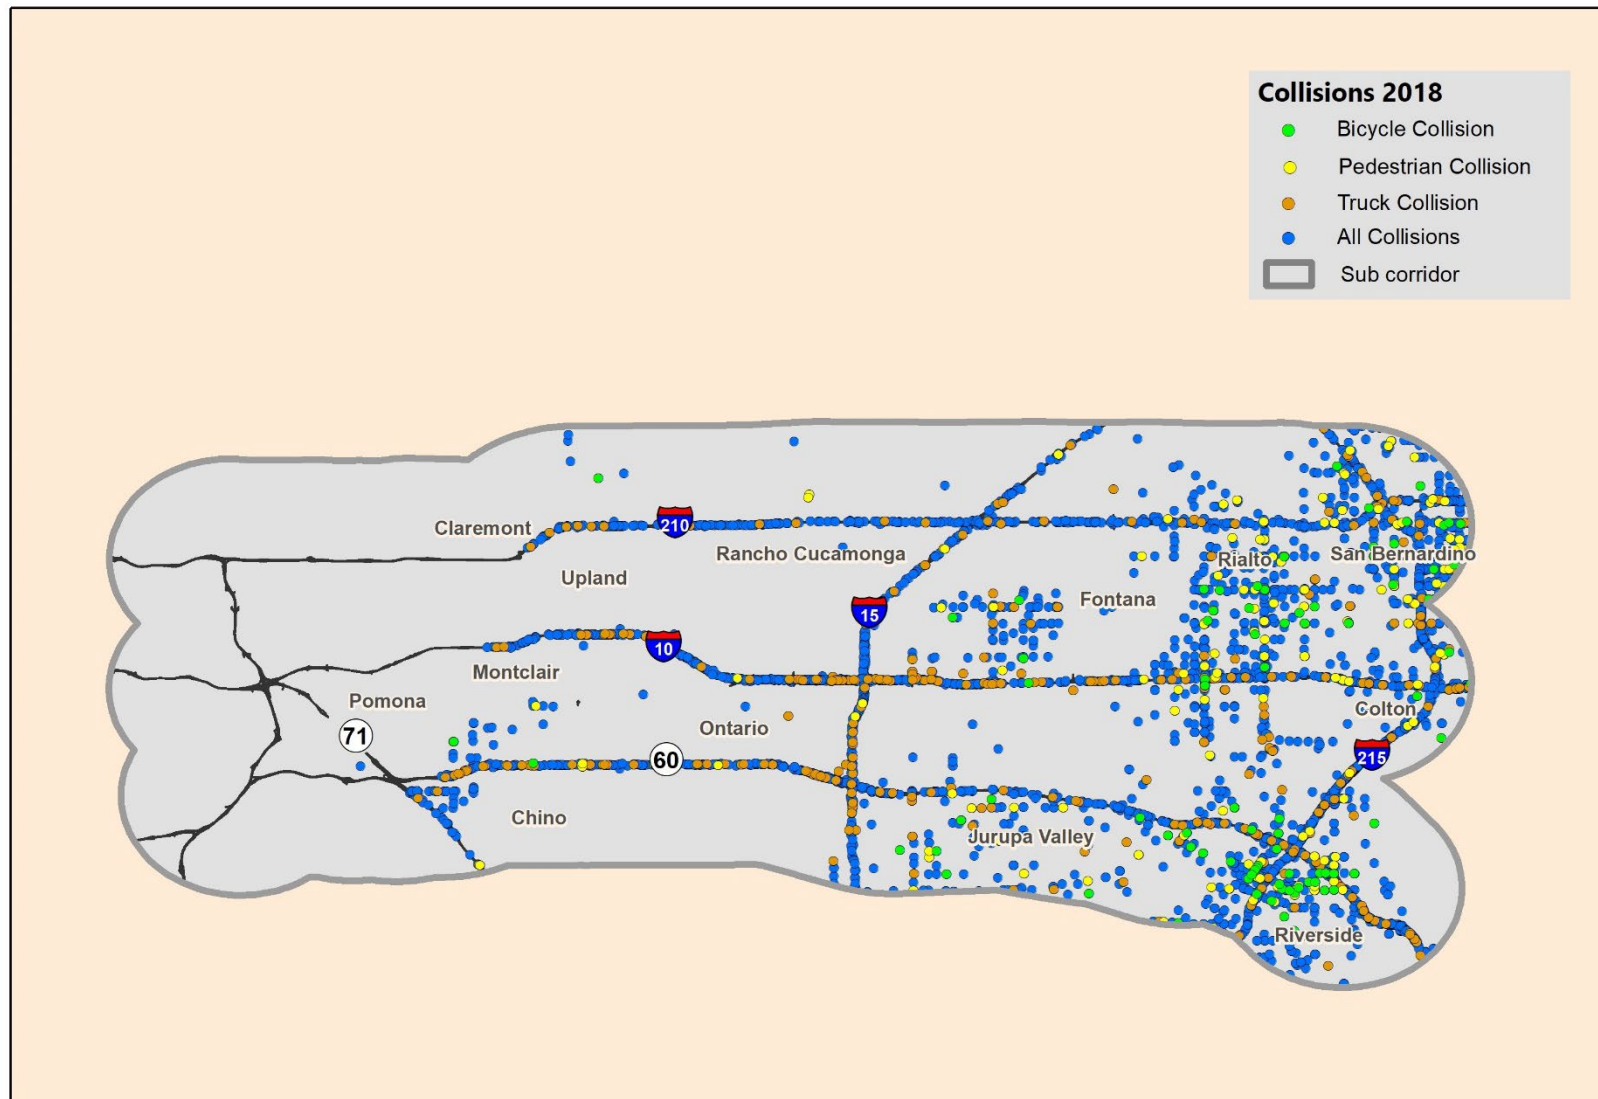 Collisions 2018
Bicycle Collision
Pedestrian Collision
Truck Collision
All Collisions
Sub corridor
Claremont
210
Rancho Cucamonga
Rialto
San Bernardino
Upland
Fontana
15
10
Montclair
Pomona
Colton
71
Ontario
60
215
Chino
Jurupa Valley
Riverside